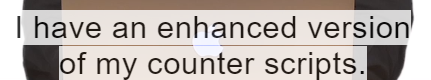 I have an enhanced version
of my counter scripts.